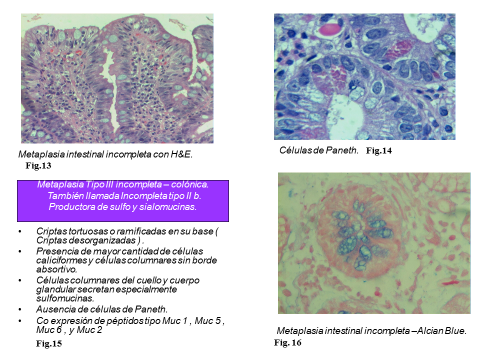 Metaplasia intestinal incompleta con H&E.
Fig.13
Células de Paneth. Fig.14
Metaplasia Tipo III incompleta – colónica.
También llamada Incompleta tipo II b.
Productora de sulfo y sialomucinas.
• Criptas tortuosas o ramificadas en su base (
Criptas desorganizadas ) .
• Presencia de mayor cantidad de células
caliciformes y células columnares sin borde
absortivo.
• Células columnares del cuello y cuerpo
glandular secretan especialmente
sulfomucinas.
• Ausencia de células de Paneth.
• Co expresión de péptidos tipo Muc 1 , Muc 5 ,
Muc 6 , y Muc 2
Fig.15
Metaplasia intestinal incompleta –Alcian Blue.
Fig. 16